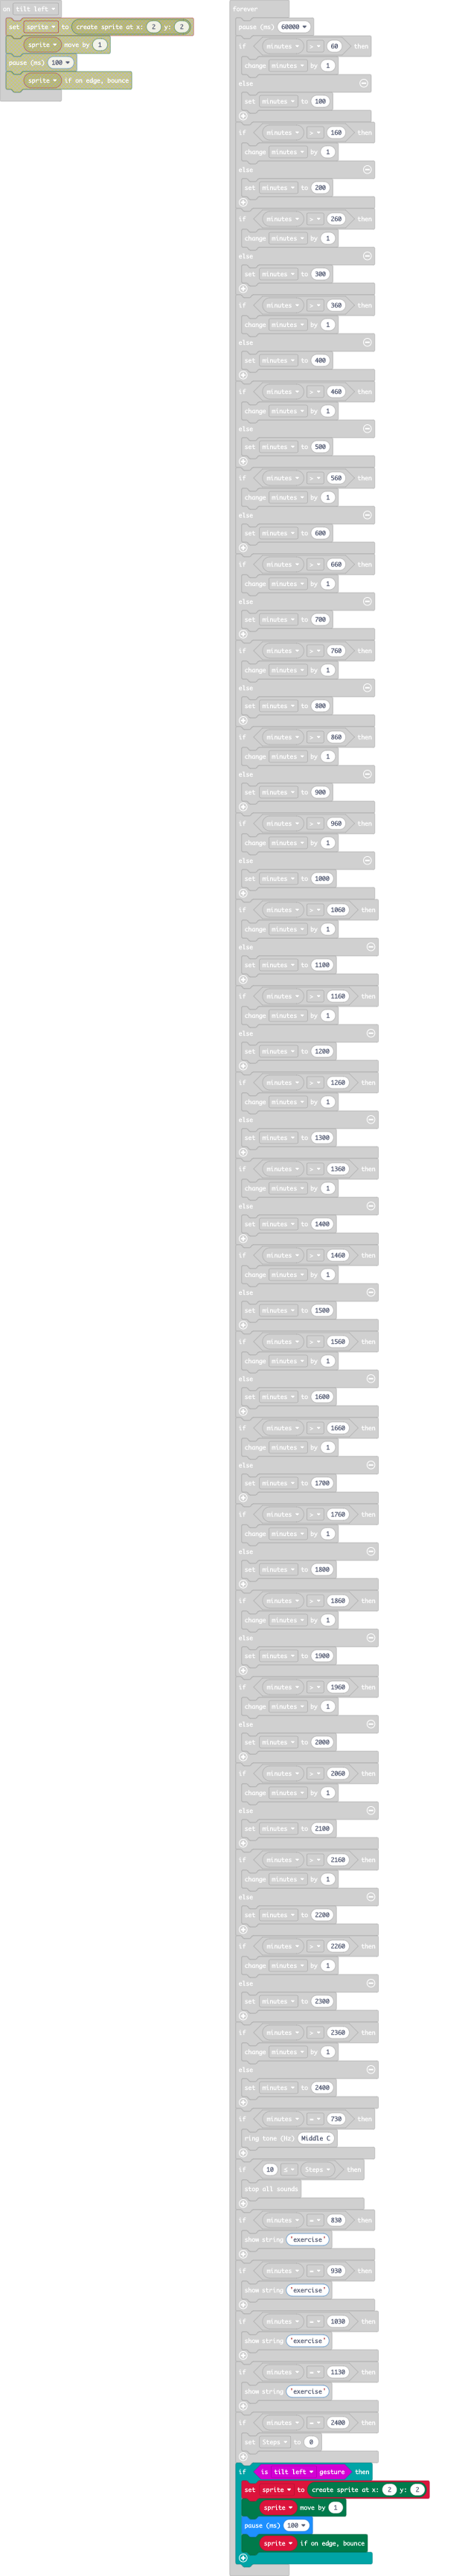 on tilt left
set sprite to create sprite at x: 2 y: 2
sprite move by 1
pause (ms) 100
sprite if on edge, bounce
forever
pause (ms) 60000
if minutes > 60 then
change minutes by 1
else
set minutes to 100
if minutes > 160 then
change minutes by 1
else
set minutes to 200
if minutes > 260 then
change minutes by 1
else
set minutes to 300
if minutes > 360 then
change minutes by 1
else
set minutes to 400
if minutes > 460 then
change minutes by 1
else
set minutes to 500
if minutes > 560 then
change minutes by 1
else
set minutes to 600
if minutes > 660 then
change minutes by 1
else
set minutes to 700
if minutes > 760 then
change minutes by 1
else
set minutes to 800
if minutes > 860 then
change minutes by 1
else
set minutes to 900
if minutes = 960 then
change minutes by 1
else
set minutes to 1000
if minutes > 1060 then
change minutes by 1
else
set minutes to 1100
if minutes > 1160 then
change minutes by 1
else
set minutes to 1200
if minutes > 1260 then
change minutes by 1
else
set minutes to 1300
if minutes > 1360 then
change minutes by 1
else
set minutes to 1400
if minutes > 1460 then
change minutes by 1
else
set minutes to 1500
if minutes > 1560 then
change minutes by 1
else
set minutes to 1600
if minutes > 1660 then
change minutes by 1
else
set minutes to 1700
if minutes > 1760 then
change minutes by 1
else
set minutes to 1800
if minutes > 1860 then
change minutes by 1
else
set minutes to 1900
if minutes > 1960 then
change minutes by 1
else
set minutes to 2000
if minutes > 2060 then
change minutes by 1
else
set minutes to 2100
if minutes > 2160 then
change minutes by 1
else
set minutes to 2200
if minutes > 2260 then
change minutes by 1
else
set minutes to 2300
if minutes > 2360 then
change minutes by 1
else
set minutes to 2400
if minutes = 730 then
ring tone (Hz) Middle C
if 10 ≤ Steps then
stop all sounds
if minutes = 830 then
show string "exercise"
if minutes = 930 then
show string "exercise"
if minutes = 1030 then
show string "exercise"
if minutes = 1130 then
show string "exercise"
if minutes = 2400 then
set Steps to 0
if is tilt left gesture then
set sprite to create sprite at x: 2 y: 2
sprite move by 1
pause (ms) 100
sprite if on edge, bounce